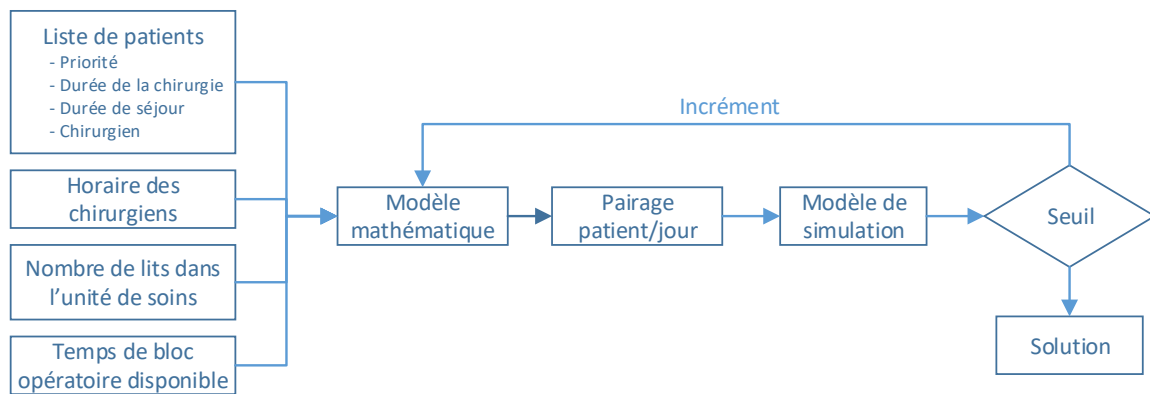 Liste de patients
- Priorité
- Durée de la chirurgie
- Durée de séjour
- Chirurgien
Horaire des
chirurgiens
Nombre de lits dans
l’unité de soins
Temps de bloc
opératoire disponible
Incrément
Modèle
mathématique
Pairage
patient/jour
Modèle de
simulation
Seuil
Solution